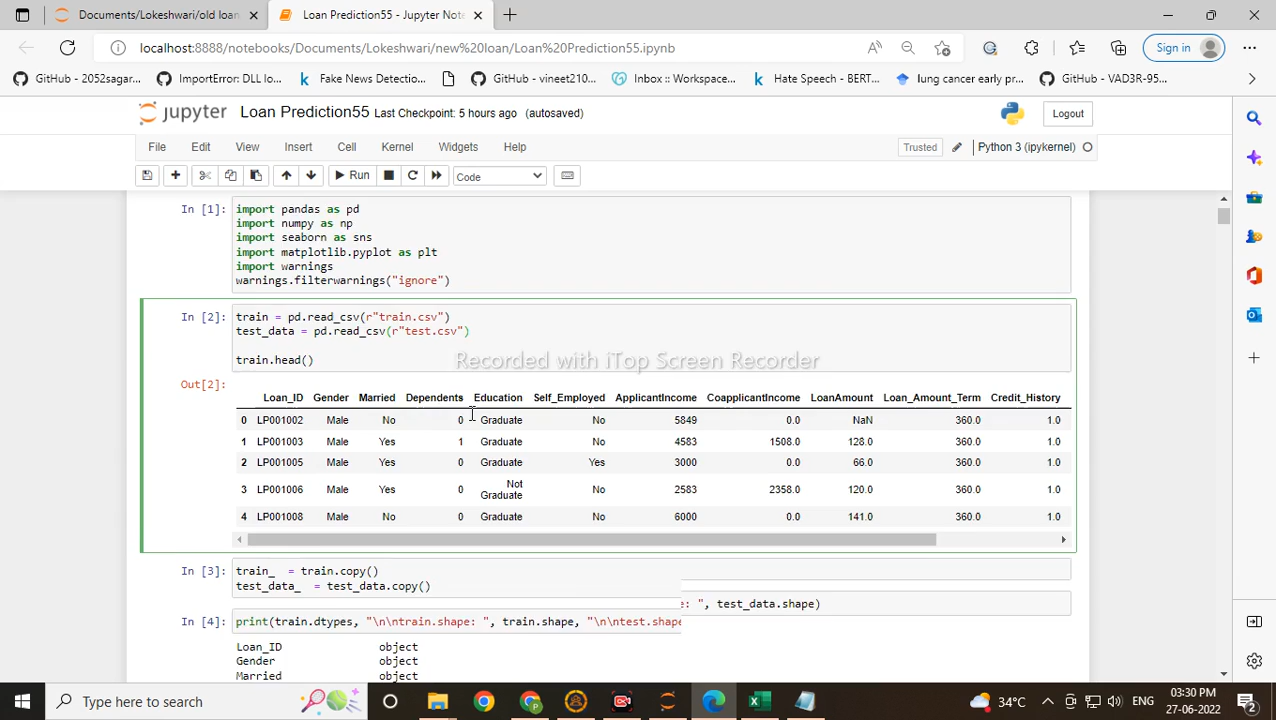 Documents/Lokeshwari/old loan
Loan Prediction55 - Jupyter Note
localhost:8888/notebooks/Documents/Lokeshwari/new%20loan/Loan%20Prediction55.ipynb
Sign in
GitHub - 2052sagar...
ImportError: DLL lo...
Fake News Detectio...
GitHub - vineet210...
Inbox :: Workspace...
Hate Speech - BERT...
lung cancer early pr...
GitHub - VAD3R-95...
jupyter Loan Prediction55 Last Checkpoint: 5 hours ago (autosaved)
Logout
File Edit View Insert Cell Kernel Widgets Help
Trusted
Python 3 (ipykernel)
Run
Code
In [1]: import pandas as pd
import numpy as np
import seaborn as sns
import matplotlib.pyplot as plt
import warnings
warnings.filterwarnings("ignore")
In [2]: train = pd.read_csv(r"train.csv")
test_data = pd.read_csv(r"test.csv")
train.head()
Recorded with iTop Screen Recorder
Out[2]:
Loan_ID Gender Married Dependents Education Self_Employed ApplicantIncome CoapplicantIncome LoanAmount Loan_Amount_Term Credit_History
0 LP001002 Male No 0 Graduate No 5849 0.0 NaN 360.0 1.0
1 LP001003 Male Yes 1 Graduate No 4583 1508.0 128.0 360.0 1.0
2 LP001005 Male Yes 0 Graduate Yes 3000 0.0 66.0 360.0 1.0
3 LP001006 Male Yes 0 Not Graduate No 2583 2358.0 120.0 360.0 1.0
4 LP001008 Male No 0 Graduate No 6000 0.0 141.0 360.0 1.0
In [3]: train_  = train.copy()
test_data_  = test_data.copy()
: ", test_data.shape)
In [4]: print(train.dtypes, "\n\ntrain.shape: ", train.shape, "\n\ntest.shape
Loan_ID object
Gender object
Married object
Type here to search
34°C
ENG
03:30 PM
27-06-2022
2